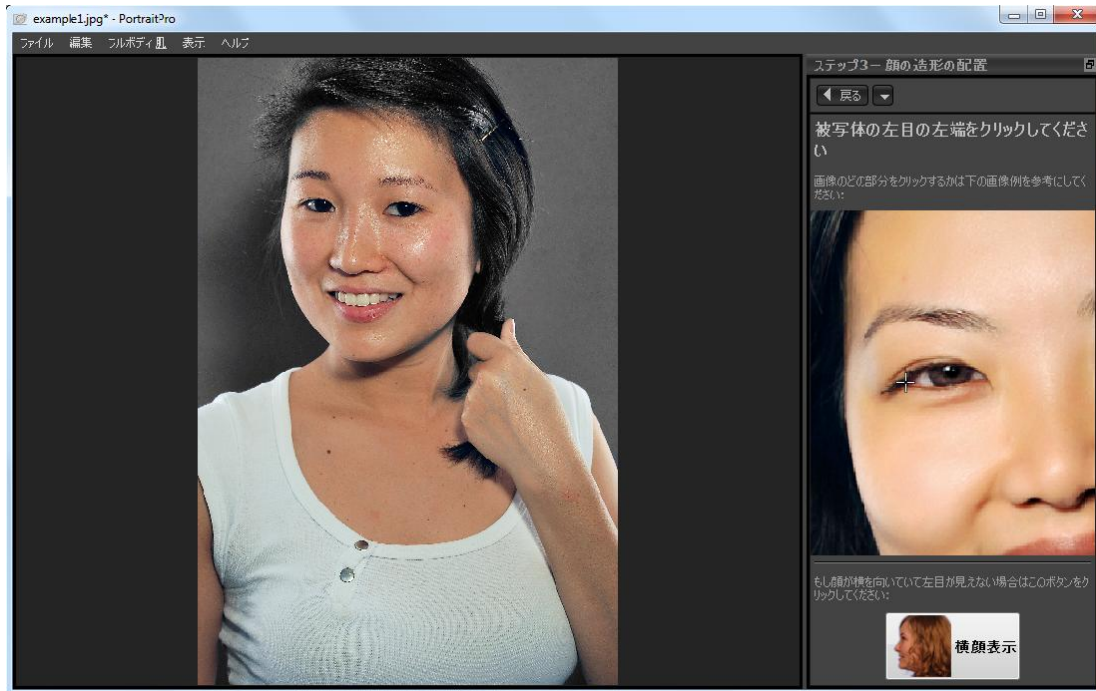 example1.jpg* - PortraitPro
ファイル 編集 フルボディ肌 表示 ヘルプ
ステップ3－ 顔の造形の配置
戻る
被写体の左目の左端をクリックしてくださ
い
画像のどの部分をクリックするかは下の画像例を参考にしてく
ださい:
もし顔が横を向いていて左目が見えない場合はこのボタンをク
リックしてください:
横顔表示